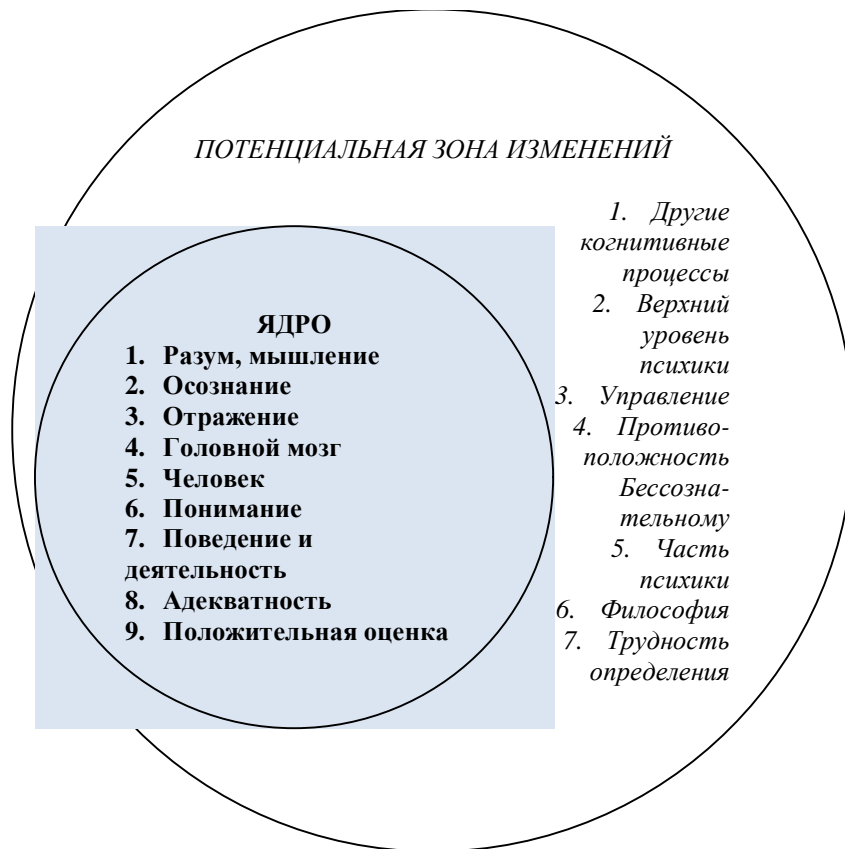 ПОТЕНЦИАЛЬНАЯ ЗОНА ИЗМЕНЕНИЙ
ЯДРО
1. Разум, мышление
2. Осознание
3. Отражение
4. Головной мозг
5. Человек
6. Понимание
7. Поведение и
деятельность
8. Адекватность
9. Положительная оценка
1. Другие
когнитивные
процессы
2. Верхний
уровень
психики
3. Управление
4. Противо-
положность
Бессозна-
тельному
5. Часть
психики
6. Философия
7. Трудность
определения